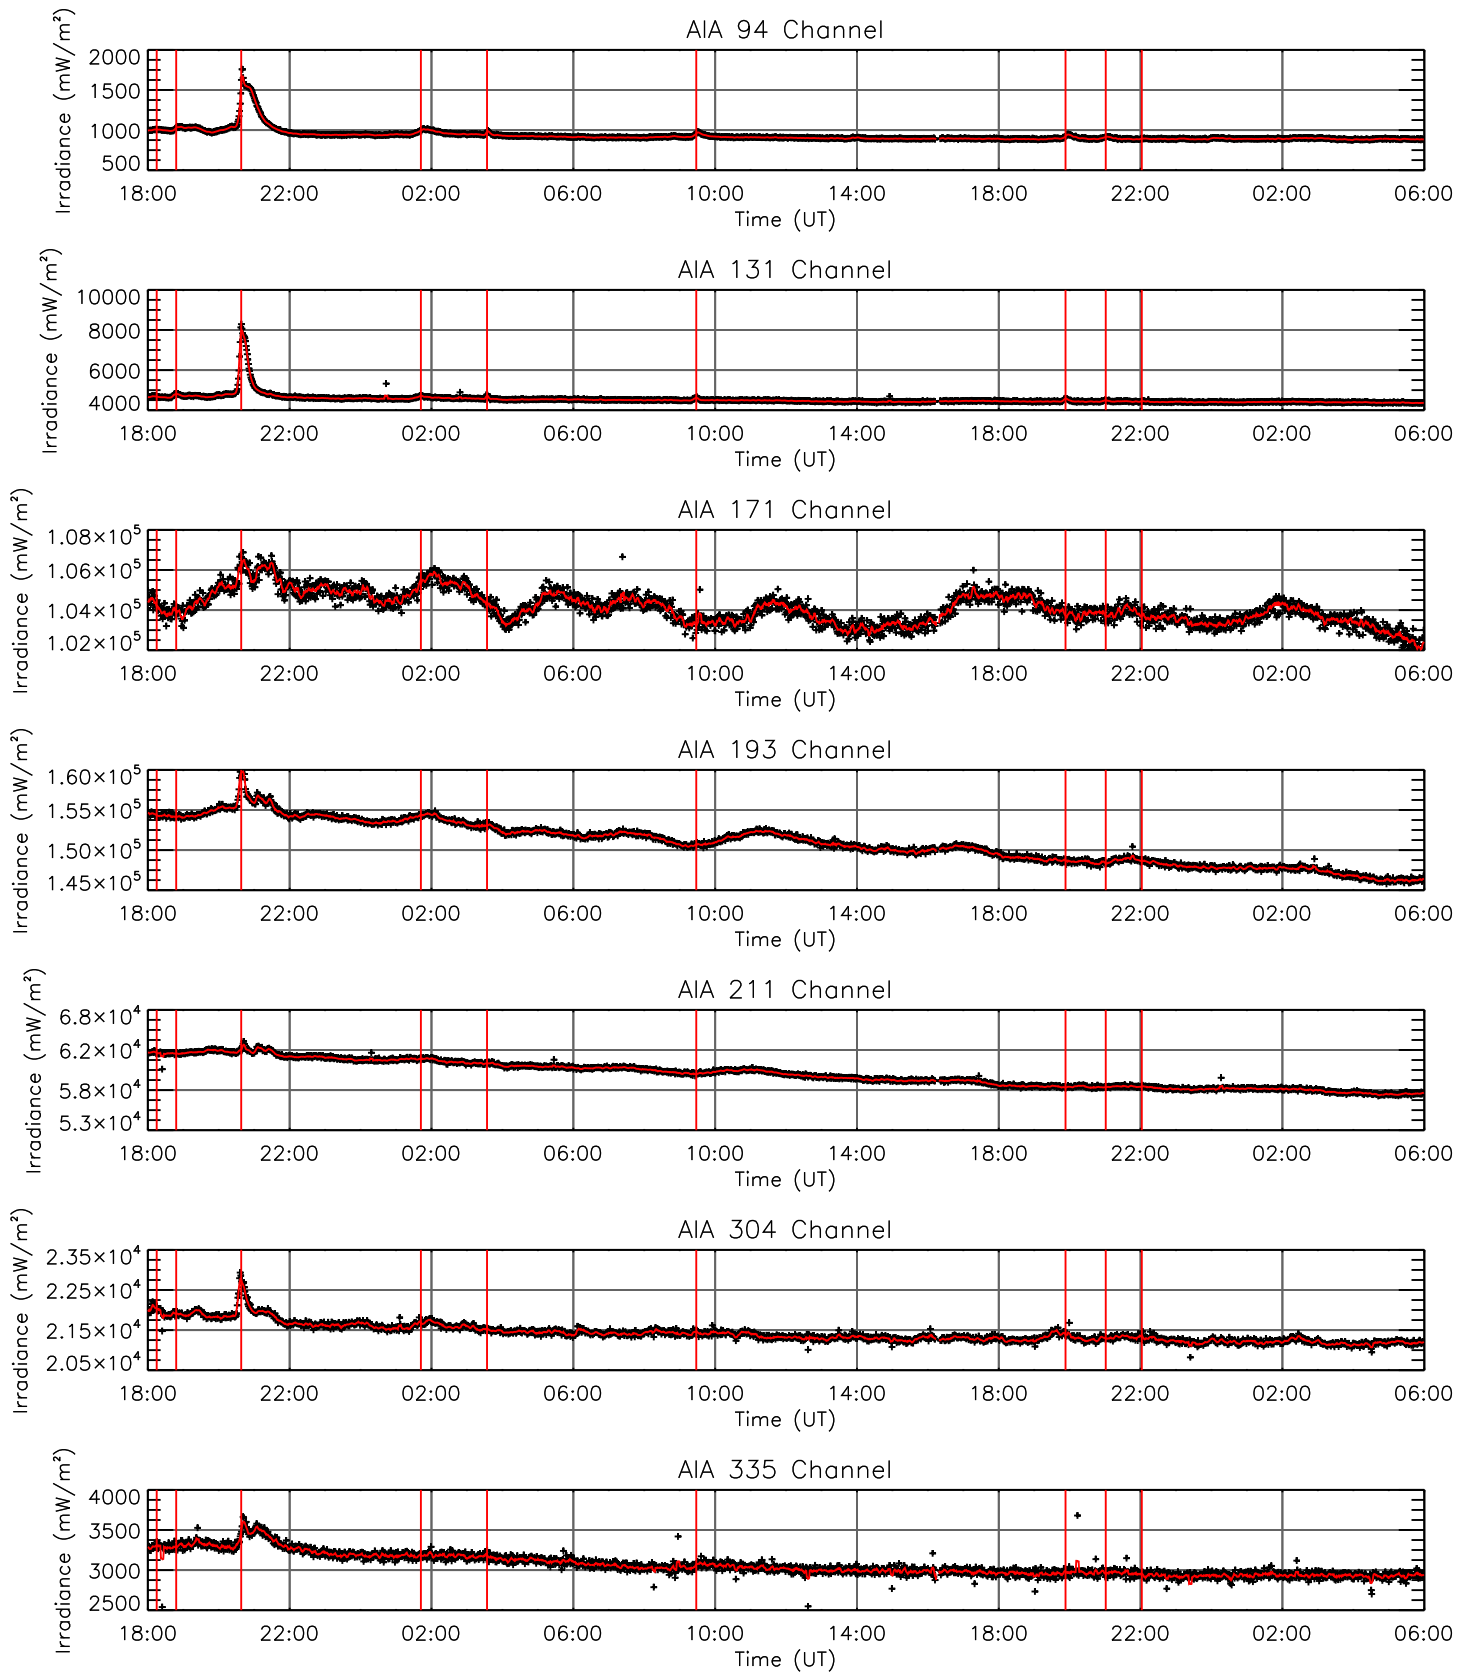 AIA 94 Channel
Irradiance (mW/m²)
2000
1500
1000
500
18:00 22:00 02:00 06:00 10:00 14:00 18:00 22:00 02:00 06:00
Time (UT)
AIA 131 Channel
Irradiance (mW/m²)
10000
8000
6000
4000
18:00 22:00 02:00 06:00 10:00 14:00 18:00 22:00 02:00 06:00
Time (UT)
AIA 171 Channel
Irradiance (mW/m²)
1.08×10⁵
1.06×10⁵
1.04×10⁵
1.02×10⁵
18:00 22:00 02:00 06:00 10:00 14:00 18:00 22:00 02:00 06:00
Time (UT)
AIA 193 Channel
Irradiance (mW/m²)
1.60×10⁵
1.55×10⁵
1.50×10⁵
1.45×10⁵
18:00 22:00 02:00 06:00 10:00 14:00 18:00 22:00 02:00 06:00
Time (UT)
AIA 211 Channel
Irradiance (mW/m²)
6.8×10⁴
6.2×10⁴
5.8×10⁴
5.3×10⁴
18:00 22:00 02:00 06:00 10:00 14:00 18:00 22:00 02:00 06:00
Time (UT)
AIA 304 Channel
Irradiance (mW/m²)
2.35×10⁴
2.25×10⁴
2.15×10⁴
2.05×10⁴
18:00 22:00 02:00 06:00 10:00 14:00 18:00 22:00 02:00 06:00
Time (UT)
AIA 335 Channel
Irradiance (mW/m²)
4000
3500
3000
2500
18:00 22:00 02:00 06:00 10:00 14:00 18:00 22:00 02:00 06:00
Time (UT)